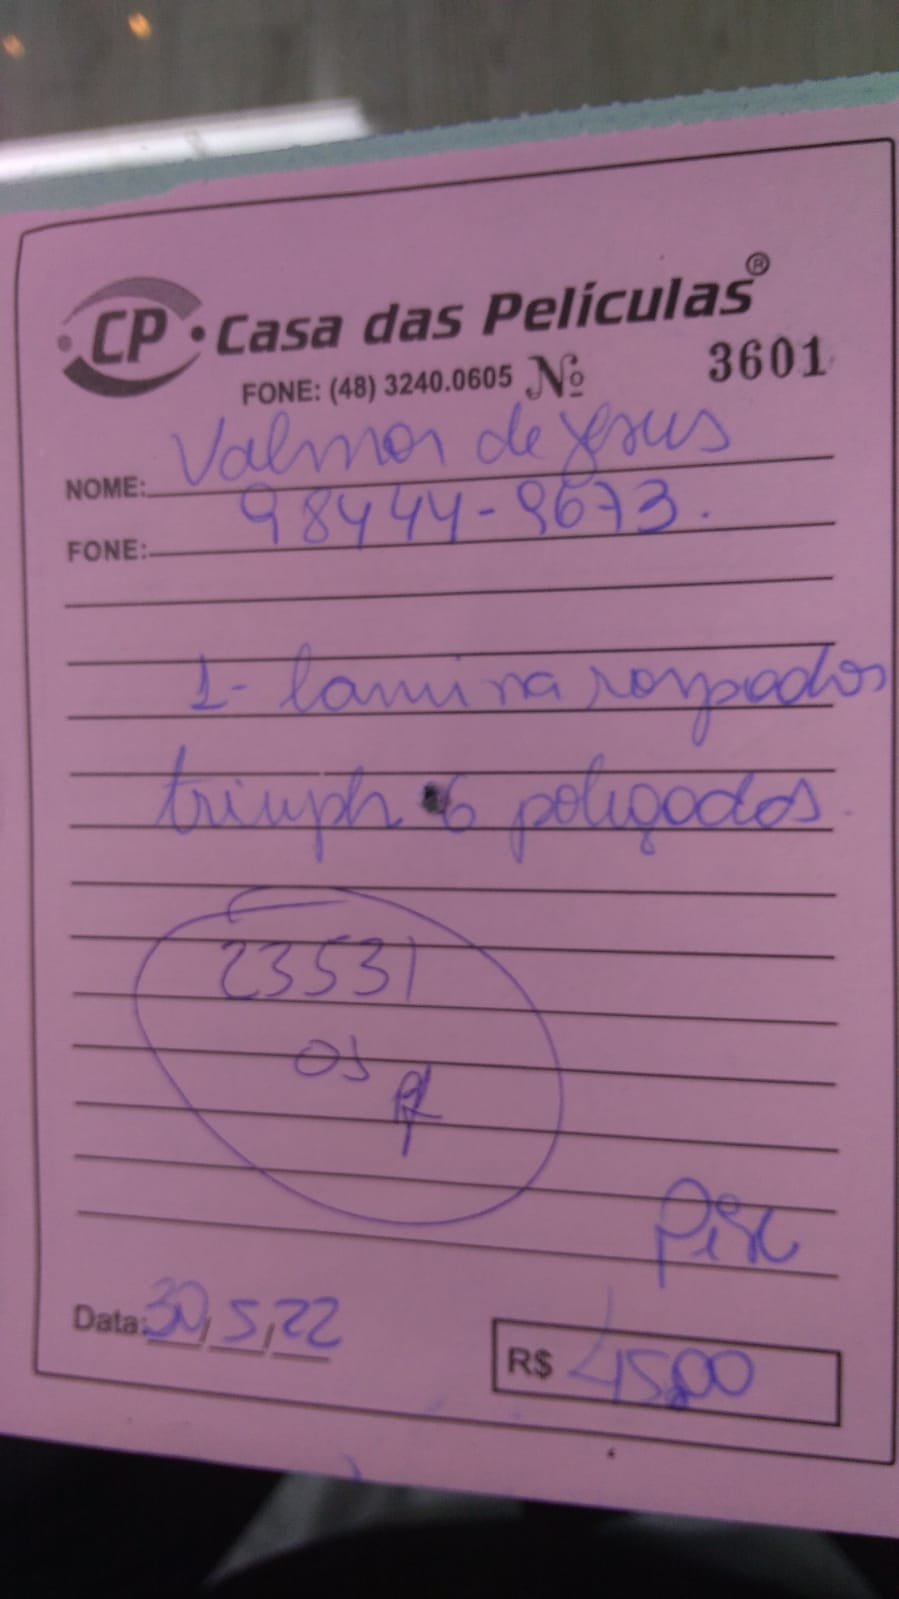 CP • Casa das Películas®
FONE: (48) 3240.0605 Nº 3601
NOME: Valmor de Jesus
FONE: 98444-9673.
1- lamina raspador
triumph 6 polegadas.
23531
OS
Pix
Data: 30/5/22
R$ 45,00